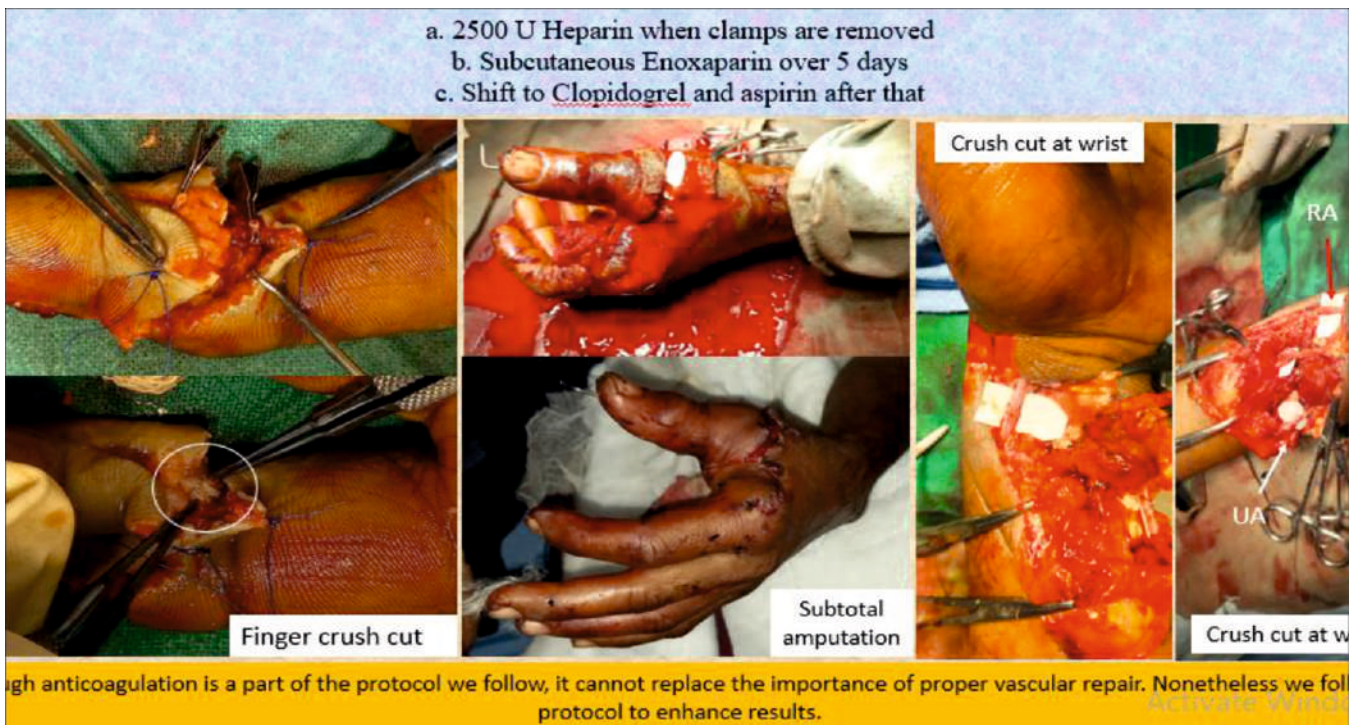 a. 2500 U Heparin when clamps are removed
b. Subcutaneous Enoxaparin over 5 days
c. Shift to Clopidogrel and aspirin after that
Crush cut at wrist
RA
L
UA
Finger crush cut
Subtotal
amputation
Crush cut at w
ugh anticoagulation is a part of the protocol we follow, it cannot replace the importance of proper vascular repair. Nonetheless we foll
protocol to enhance results.
Activate Windo